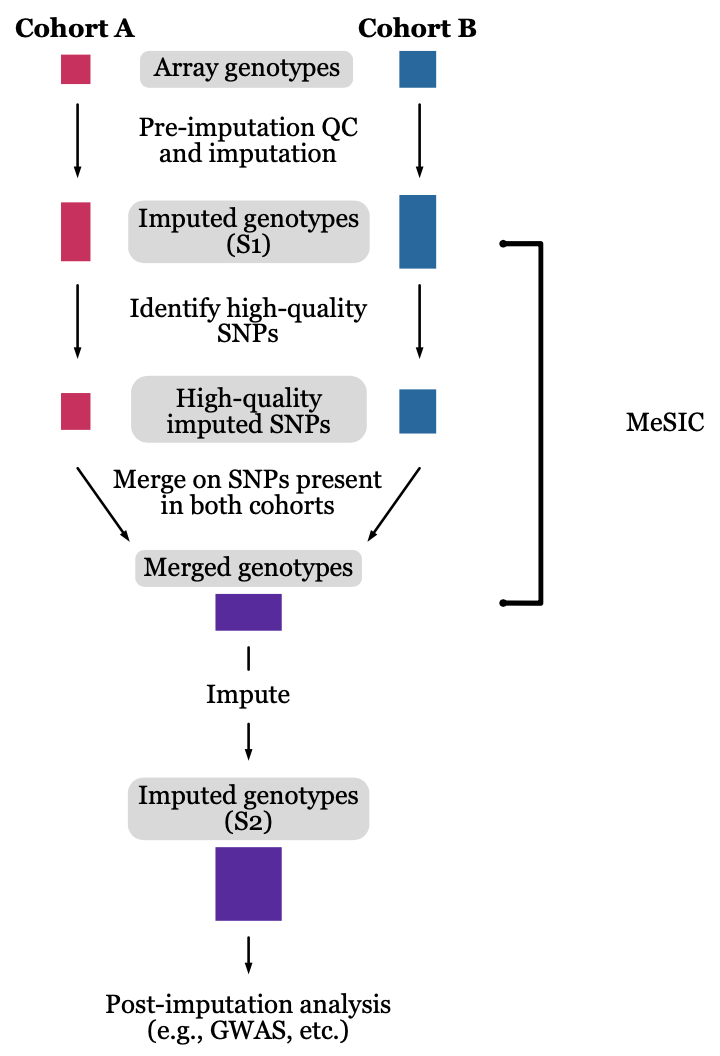 Cohort A
Cohort B
Array genotypes
Pre-imputation QC
and imputation
Imputed genotypes
(S1)
Identify high-quality
SNPs
High-quality
imputed SNPs
MeSIC
Merge on SNPs present
in both cohorts
Merged genotypes
Impute
Imputed genotypes
(S2)
Post-imputation analysis
(e.g., GWAS, etc.)